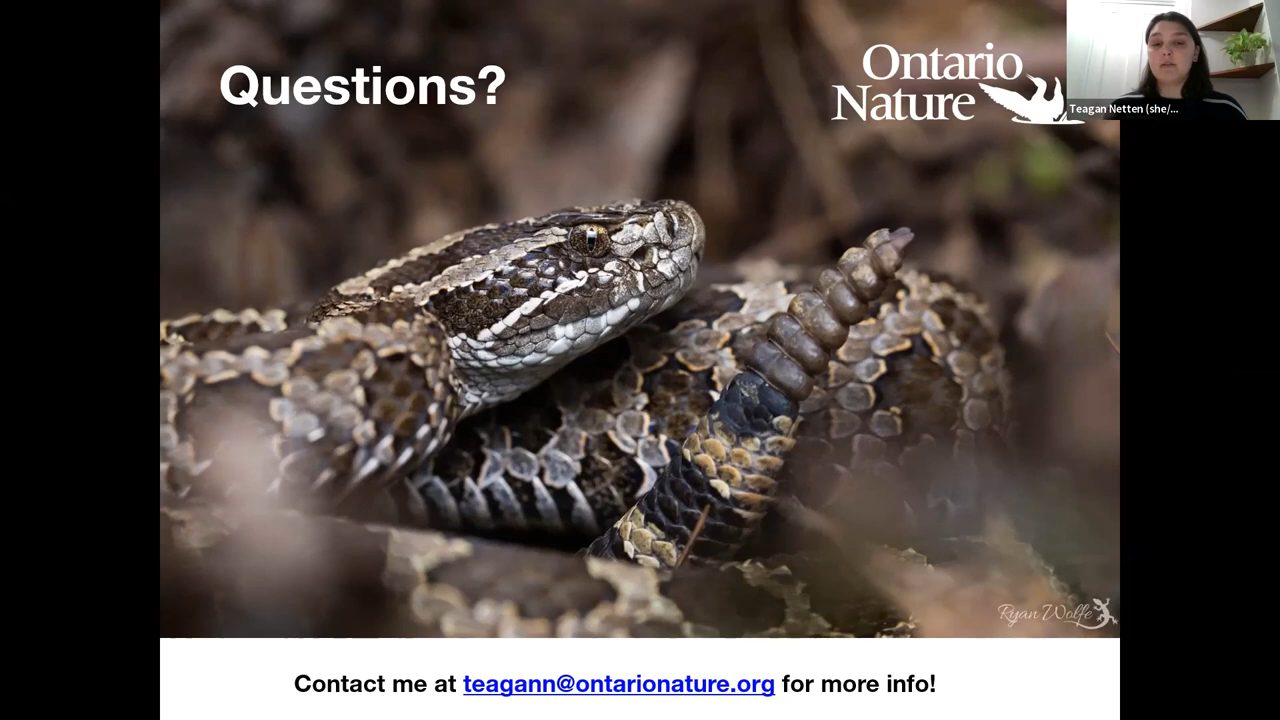 Questions?
Ontario
Nature
Teagan Netten (she/...
Ryan Wolfe
Contact me at teagann@ontarionature.org for more info!